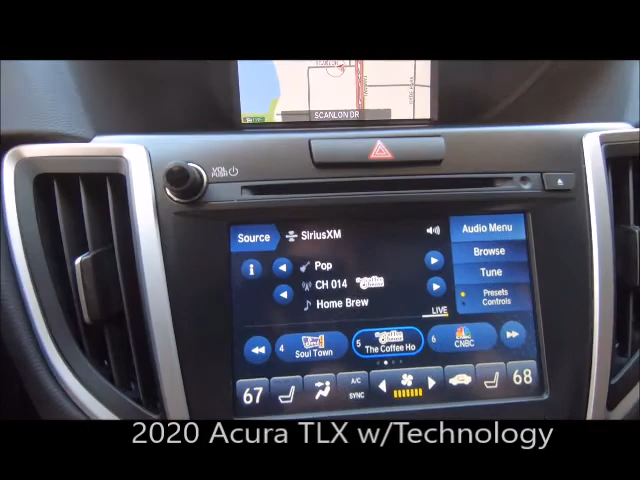 SCANLON DR
VOL
PUSH
Source
SiriusXM
Audio Menu
Browse
Tune
Presets
Controls
i
Pop
CH 014
Home Brew
LIVE
4
Soul Town
5
The Coffee Ho
6
CNBC
67
A/C
SYNC
68
2020 Acura TLX w/Technology